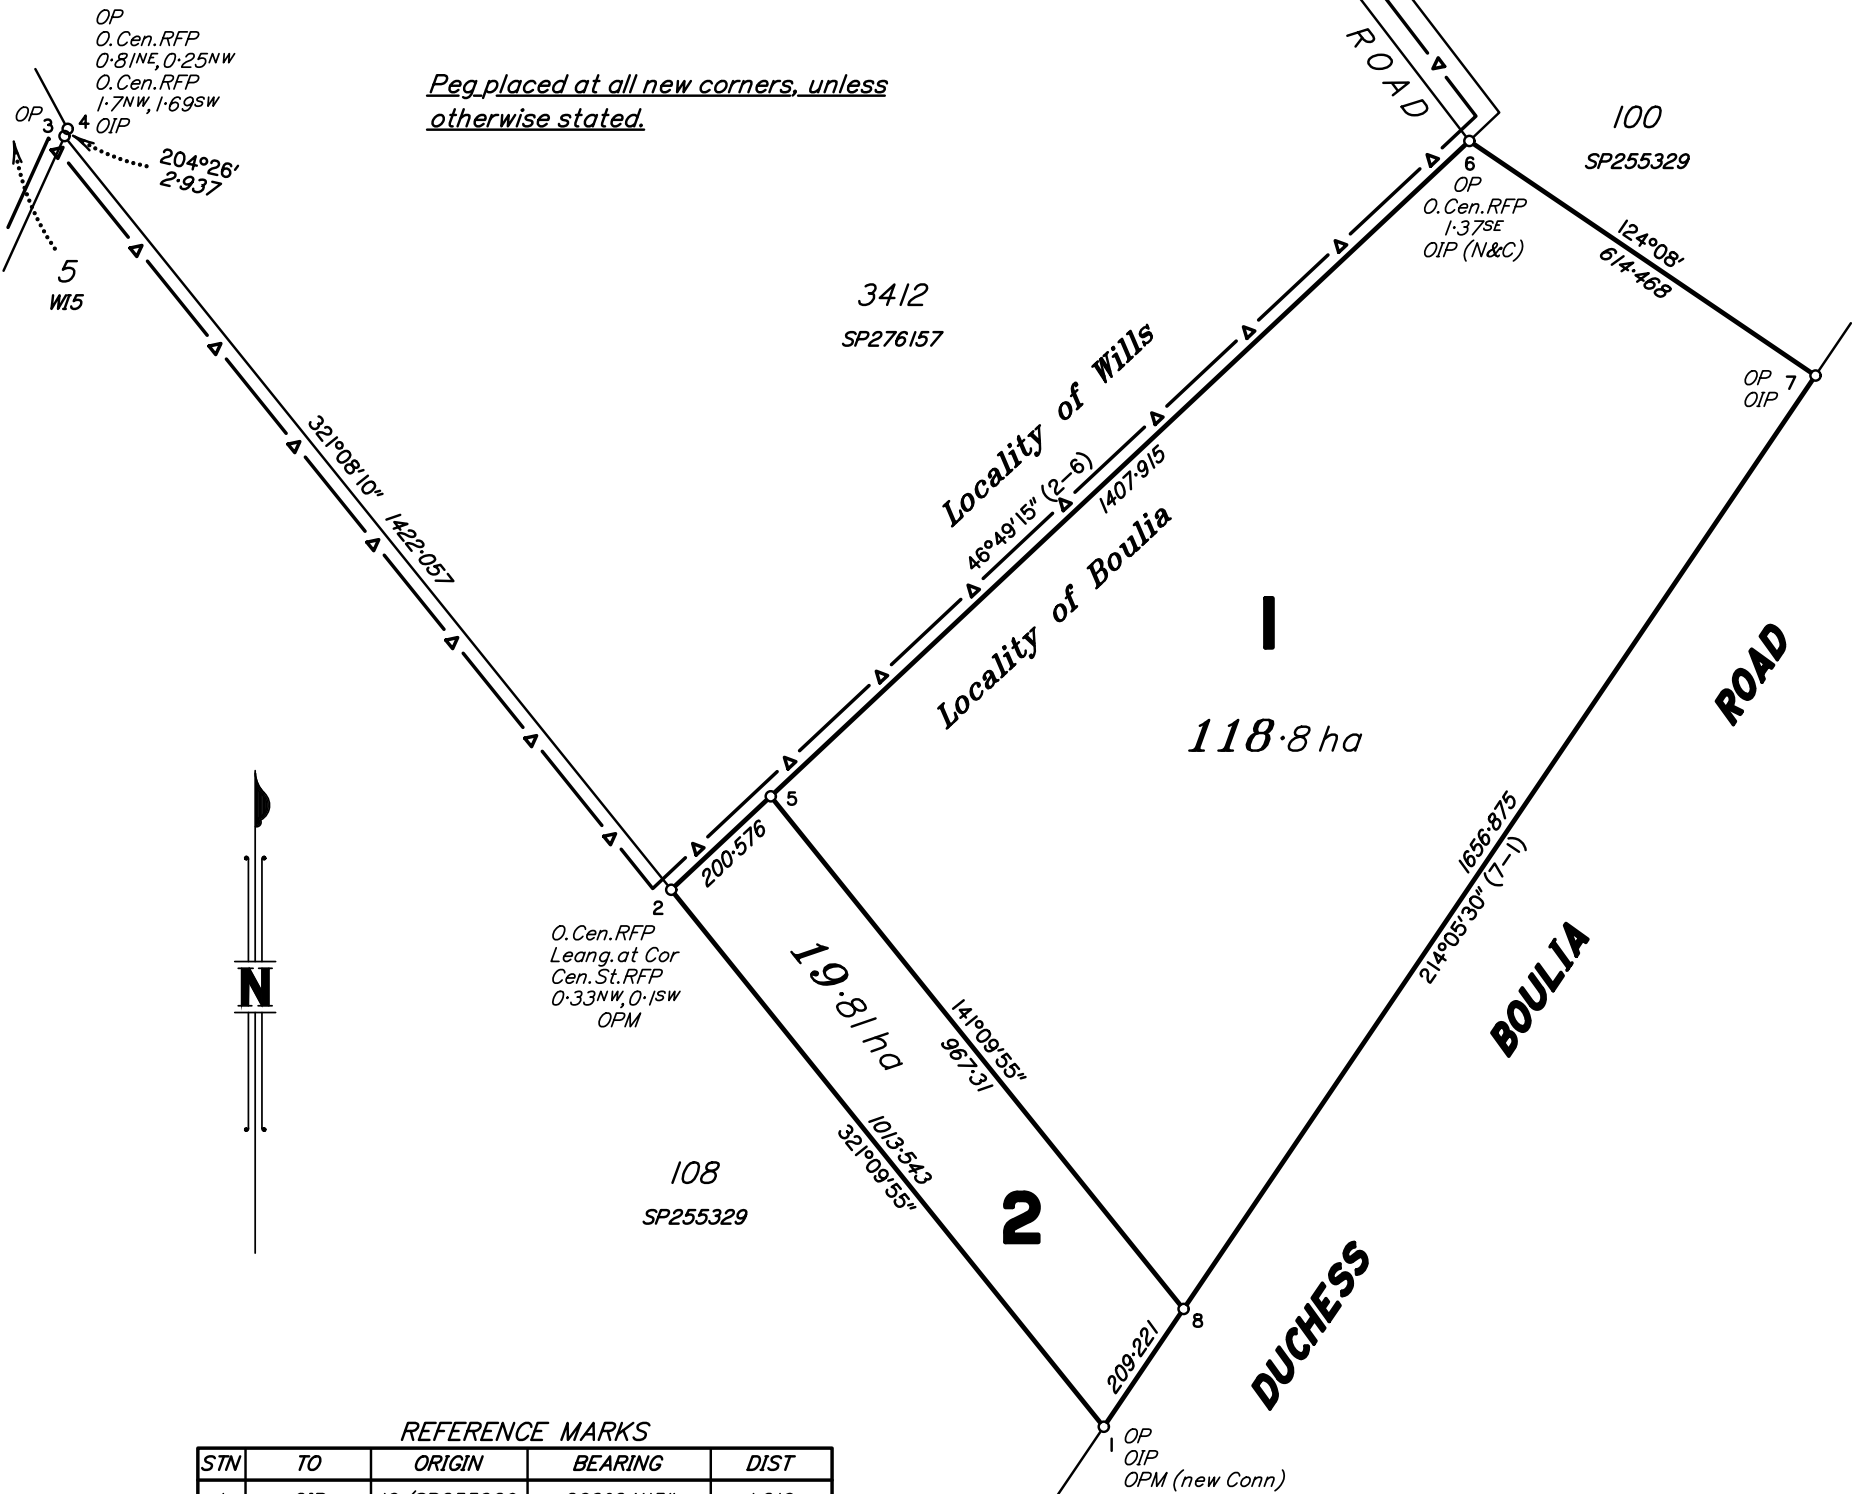 OP
O.Cen.RFP
0·81NE, 0·25NW
O.Cen.RFP
1·7NW, 1·69SW
OIP
OP
3
4
204°26'
2·937
5
WI5
Peg placed at all new corners, unless
otherwise stated.
ROAD
100
SP255329
6
OP
O.Cen.RFP
1·37SE
OIP (N&C)
124°08'
614·468
OP 7
OIP
3412
SP276157
Locality of Wills
46°49'15" (2–6)
1407·915
Locality of Boulia
321°08'10"
1422·057
1
118·8 ha
ROAD
5
200·576
2
O.Cen.RFP
Leang.at Cor
Cen.St.RFP
0·33NW, 0·1SW
OPM
19·81 ha
141°09'55"
967·31
1656·875
214°05'30" (7–1)
BOULIA
N
1013·543
321°09'55"
108
SP255329
2
8
209·221
DUCHESS
1
OP
OIP
OPM (new Conn)
REFERENCE MARKS
STN TO ORIGIN BEARING DIST